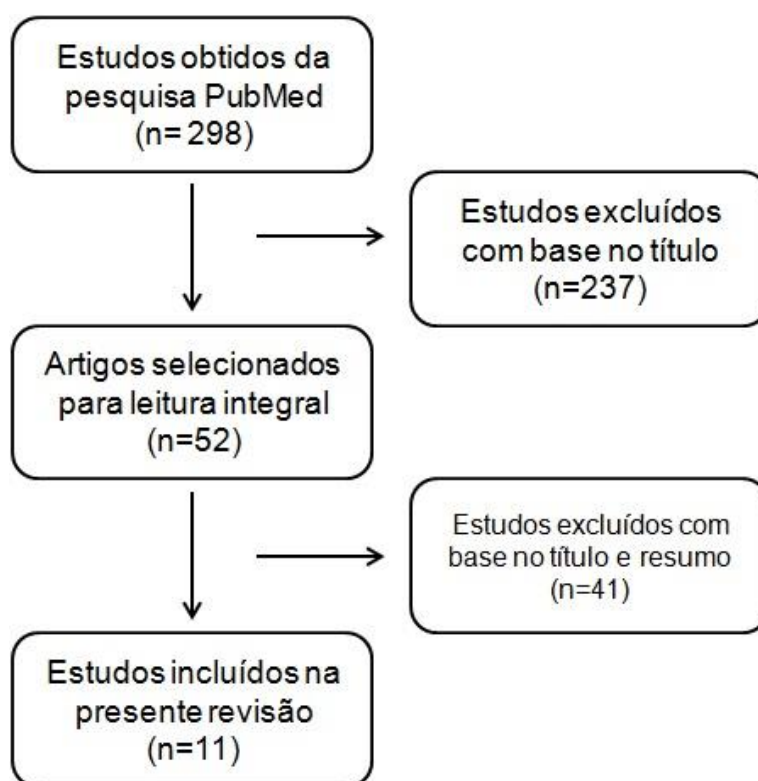 Estudos obtidos da
pesquisa PubMed
(n= 298)
Estudos excluídos
com base no título
(n=237)
Artigos selecionados
para leitura integral
(n=52)
Estudos excluídos com
base no título e resumo
(n=41)
Estudos incluídos na
presente revisão
(n=11)